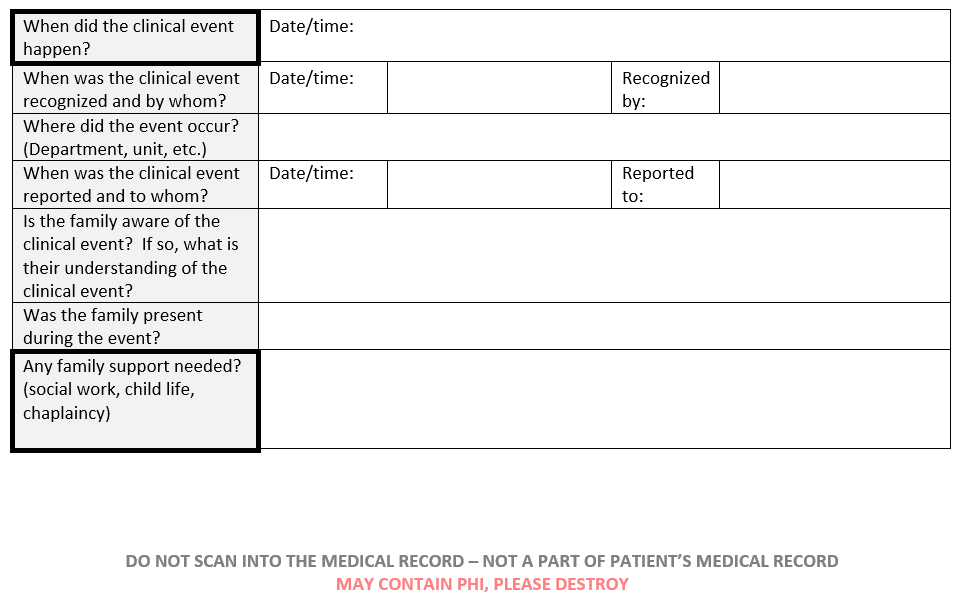 When did the clinical event
happen?
Date/time:
When was the clinical event
recognized and by whom?
Date/time:
Recognized
by:
Where did the event occur?
(Department, unit, etc.)
When was the clinical event
reported and to whom?
Date/time:
Reported
to:
Is the family aware of the
clinical event?  If so, what is
their understanding of the
clinical event?
Was the family present
during the event?
Any family support needed?
(social work, child life,
chaplaincy)
DO NOT SCAN INTO THE MEDICAL RECORD – NOT A PART OF PATIENT’S MEDICAL RECORD
MAY CONTAIN PHI, PLEASE DESTROY